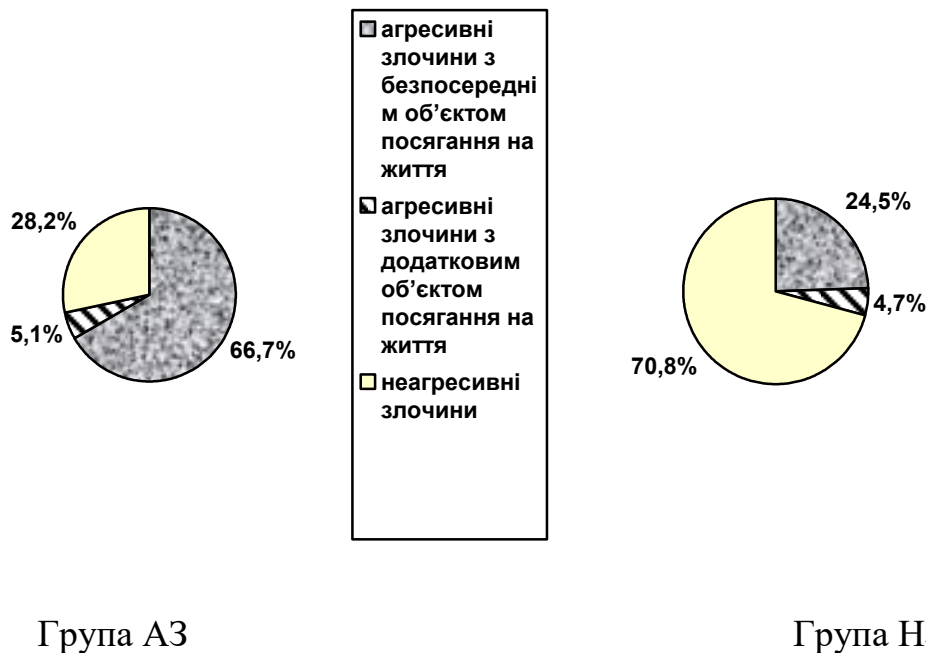 агресивні
злочини з
безпосередні
м об’єктом
посягання на
життя
агресивні
злочини з
додатковим
об’єктом
посягання на
життя
неагресивні
злочини
28,2%
5,1%
66,7%
24,5%
4,7%
70,8%
Група АЗ
Група Н